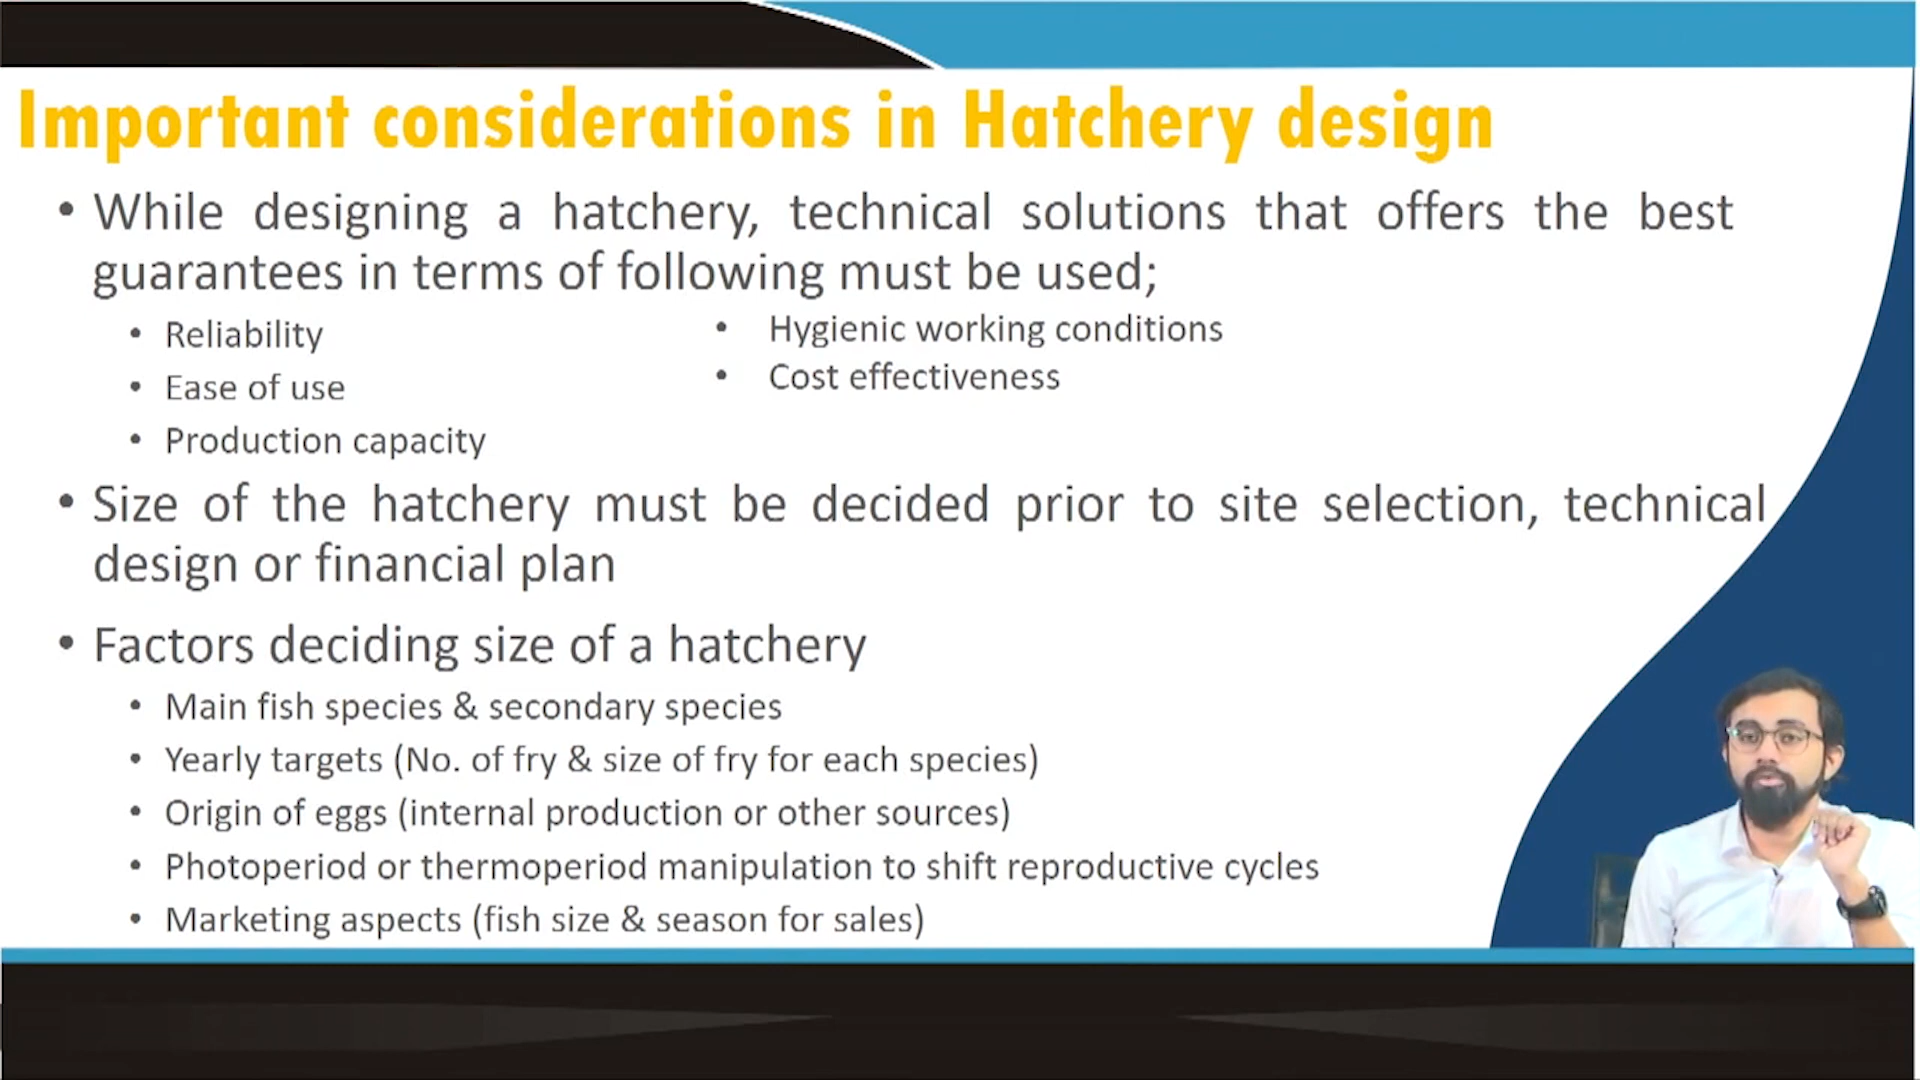 Important considerations in Hatchery design
• While designing a hatchery, technical solutions that offers the best
guarantees in terms of following must be used;
• Reliability
• Ease of use
• Production capacity
• Hygienic working conditions
• Cost effectiveness
• Size of the hatchery must be decided prior to site selection, technical
design or financial plan
• Factors deciding size of a hatchery
• Main fish species & secondary species
• Yearly targets (No. of fry & size of fry for each species)
• Origin of eggs (internal production or other sources)
• Photoperiod or thermoperiod manipulation to shift reproductive cycles
• Marketing aspects (fish size & season for sales)